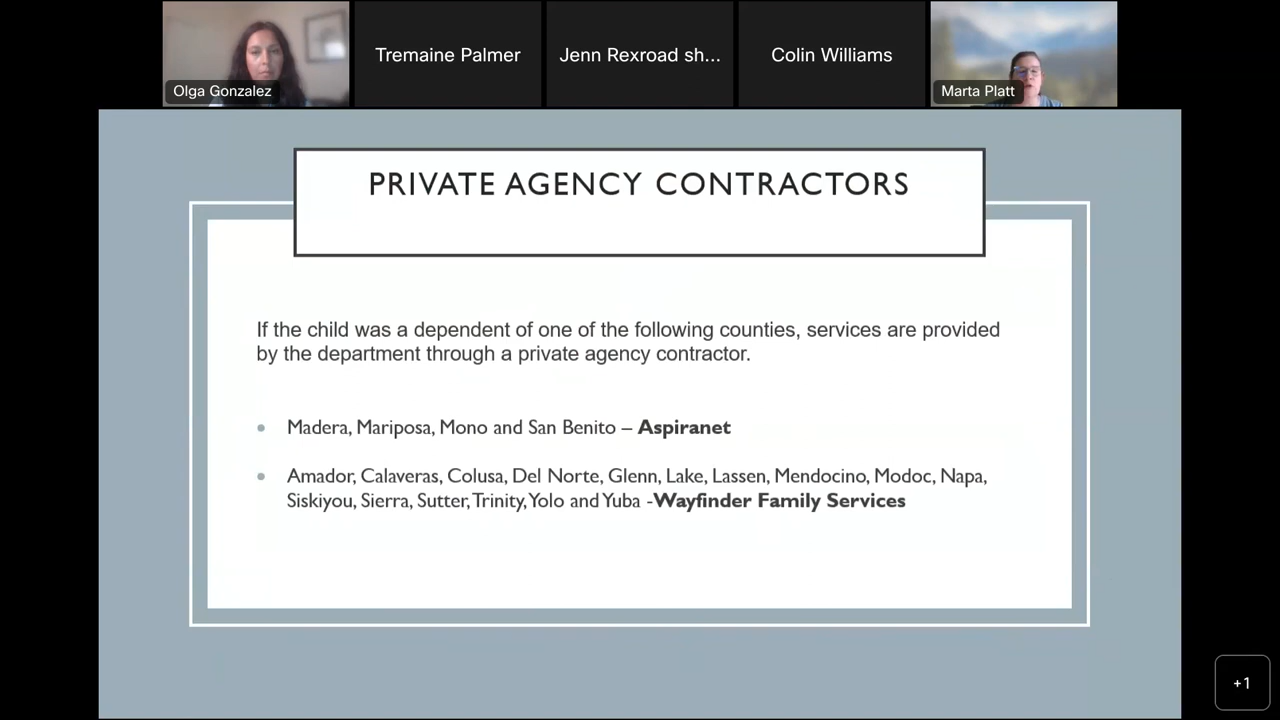 Olga Gonzalez
Tremaine Palmer
Jenn Rexroad sh...
Colin Williams
Marta Platt
PRIVATE AGENCY CONTRACTORS
If the child was a dependent of one of the following counties, services are provided
by the department through a private agency contractor.
• Madera, Mariposa, Mono and San Benito – Aspiranet
• Amador, Calaveras, Colusa, Del Norte, Glenn, Lake, Lassen, Mendocino, Modoc, Napa,
Siskiyou, Sierra, Sutter, Trinity, Yolo and Yuba -Wayfinder Family Services
+1